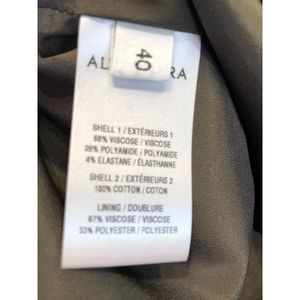 40
SHELL 1 / EXTÉRIEURS 1
68% VISCOSE / VISCOSE
28% POLYAMIDE / POLYAMIDE
4% ELASTANE / ÉLASTHANNE
SHELL 2 / EXTÉRIEURS 2
100% COTTON / COTON
LINING / DOUBLURE
67% VISCOSE / VISCOSE
33% POLYESTER / POLYESTER